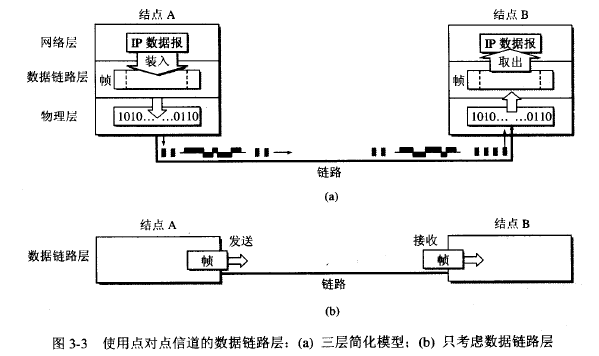 结点 A 结点 B
网络层 IP 数据报 IP 数据报
装入 取出
数据链路层 帧
物理层 1010… …0110 1010… …0110
链路
(a)
结点 A 结点 B
发送 接收
数据链路层 帧 帧
链路
(b)
图 3-3 使用点对点信道的数据链路层：(a) 三层简化模型；(b) 只考虑数据链路层